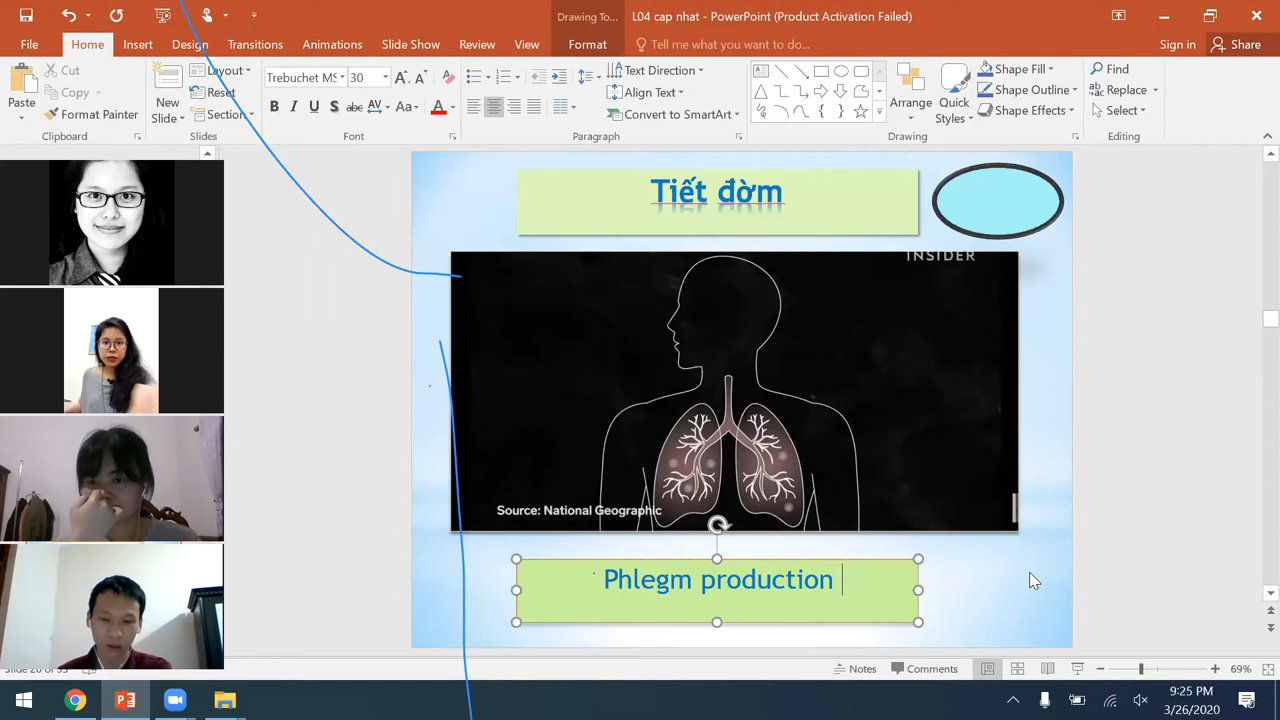 Drawing To...
L04 cap nhat - PowerPoint (Product Activation Failed)
File
Home
Insert
Design
Transitions
Animations
Slide Show
Review
View
Format
Tell me what you want to do...
Sign in
Share
Paste
Cut
Copy
Format Painter
Clipboard
New
Slide
Layout
Reset
Section
Slides
Trebuchet MS
30
B I U S abc AV Aa A
Font
Text Direction
Align Text
Convert to SmartArt
Paragraph
Arrange
Quick
Styles
Shape Fill
Shape Outline
Shape Effects
Drawing
Find
Replace
Select
Editing
Tiết đờm
INSIDER
Source: National Geographic
Phlegm production
Notes
Comments
69%
9:25 PM
3/26/2020